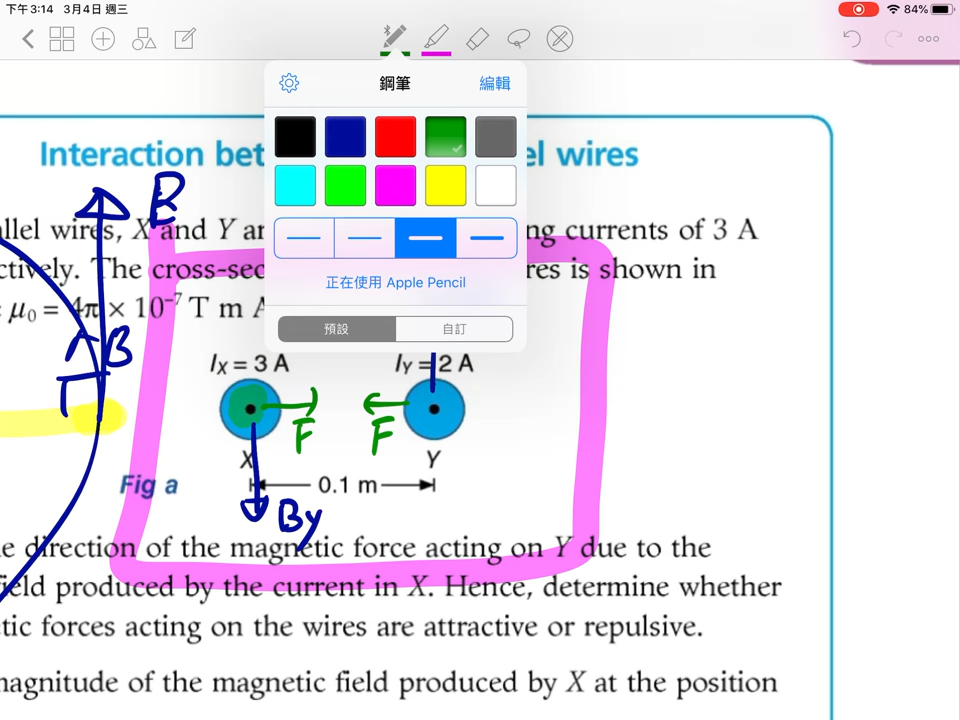 下午3:14 3月4日 週三
84%
鋼筆
編輯
Interaction bet
el wires
B
allel wires, X and Y ar
ng currents of 3 A
ctively. The cross-sec
res is shown in
μ₀ = 4π × 10⁻⁷ T m A
正在使用 Apple Pencil
預設
自訂
B
Iₓ = 3 A
I_Y = 2 A
F
F
X
Y
Fig a
0.1 m
By
e direction of the magnetic force acting on Y due to the
field produced by the current in X. Hence, determine whether
tic forces acting on the wires are attractive or repulsive.
magnitude of the magnetic field produced by X at the position